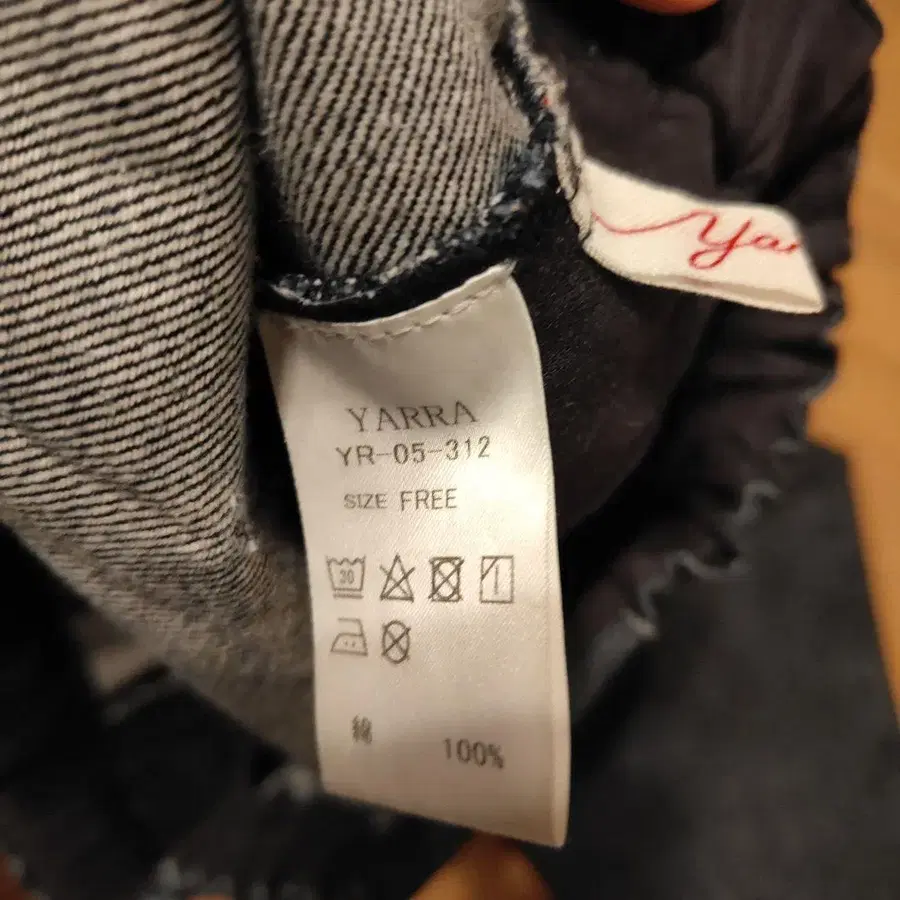 Yar
YARRA
YR-05-312
SIZE FREE
30
綿 100%